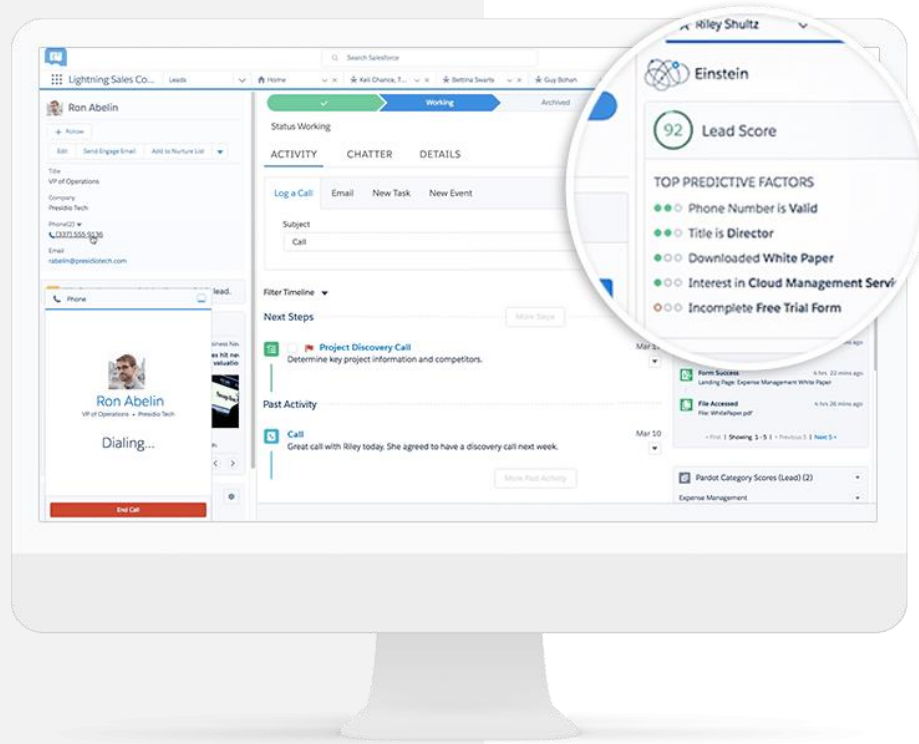 Search Salesforce
Lightning Sales Co... Leads
Home Keli Chance, T... Bettina Swarts Guy Bohan
Ron Abelin
+ Follow
Edit Send Engage Email Add to Nurture List
Title
VP of Operations
Company
Presidio Tech
Phone(2)
(337) 555-9136
Email
rabelin@presidiotech.com
lead.
Phone
Ron Abelin
VP of Operations • Presidio Tech
Dialing...
End Call
Working Archived
Status Working
ACTIVITY CHATTER DETAILS
Log a Call Email New Task New Event
Subject
Call
Filter Timeline
Next Steps
More Steps
Project Discovery Call
Determine key project information and competitors.
Past Activity
Call Mar 10
Great call with Riley today. She agreed to have a discovery call next week.
More Past Activity
Riley Shultz
Einstein
92 Lead Score
TOP PREDICTIVE FACTORS
Phone Number is Valid
Title is Director
Downloaded White Paper
Interest in Cloud Management Servi
Incomplete Free Trial Form
Form Success 4 hrs. 22 mins ago
Landing Page: Expense Management White Paper
File Accessed 4 hrs 26 mins ago
File: WhitePaper.pdf
Showing 1 - 5 Next 5
Pardot Category Scores (Lead) (2)
Expense Management